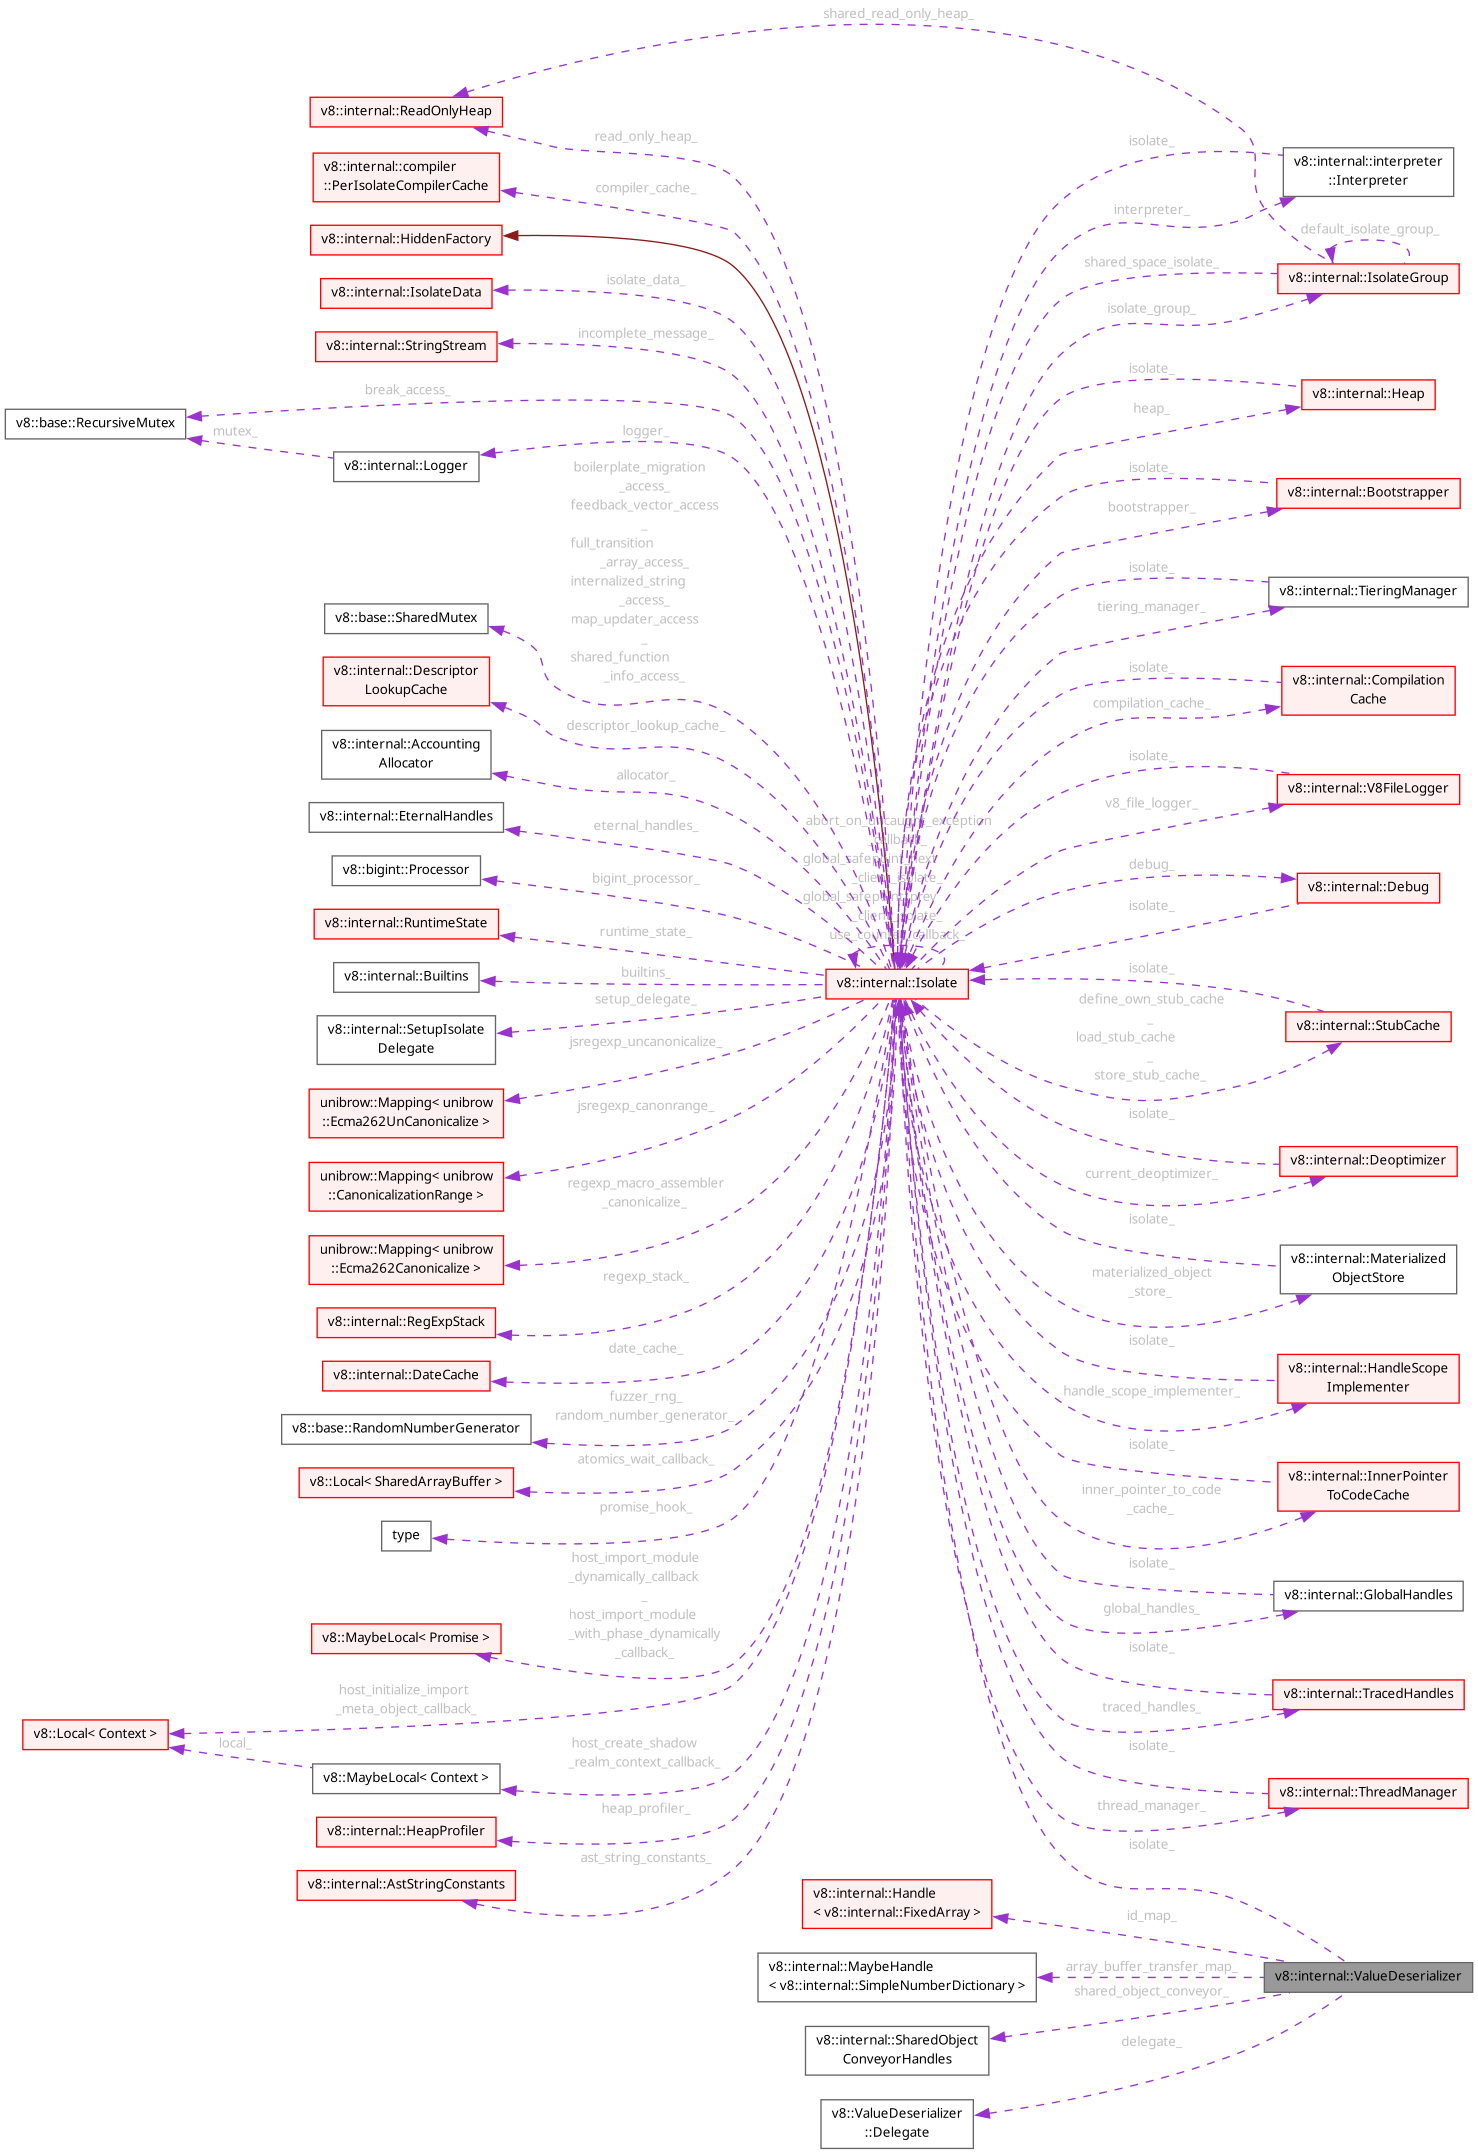 shared_read_only_heap_
v8::internal::ReadOnlyHeap
read_only_heap_
isolate_
v8::internal::interpreter
::Interpreter
v8::internal::compiler
::PerIsolateCompilerCache
compiler_cache_
interpreter_
v8::internal::HiddenFactory
default_isolate_group_
shared_space_isolate_
v8::internal::IsolateGroup
v8::internal::IsolateData
isolate_data_
isolate_group_
v8::internal::StringStream
incomplete_message_
isolate_
v8::internal::Heap
heap_
break_access_
v8::base::RecursiveMutex
mutex_
logger_
v8::internal::Logger
isolate_
v8::internal::Bootstrapper
bootstrapper_
boilerplate_migration
_access_
feedback_vector_access
_
full_transition
_array_access_
internalized_string
_access_
map_updater_access
_
shared_function
_info_access_
v8::base::SharedMutex
isolate_
v8::internal::TieringManager
tiering_manager_
v8::internal::Descriptor
LookupCache
descriptor_lookup_cache_
isolate_
v8::internal::Compilation
Cache
compilation_cache_
v8::internal::Accounting
Allocator
allocator_
isolate_
v8::internal::V8FileLogger
v8_file_logger_
v8::internal::EternalHandles
eternal_handles_
abort_on_uncaught_exception
_callback_
global_safepoint_next
_client_isolate_
global_safepoint_prev
_client_isolate_
use_counter_callback_
v8::bigint::Processor
bigint_processor_
debug_
v8::internal::Debug
isolate_
v8::internal::RuntimeState
runtime_state_
v8::internal::Builtins
builtins_
v8::internal::Isolate
isolate_
v8::internal::SetupIsolate
Delegate
setup_delegate_
define_own_stub_cache
_
load_stub_cache
_
store_stub_cache_
v8::internal::StubCache
jsregexp_uncanonicalize_
unibrow::Mapping< unibrow
::Ecma262UnCanonicalize >
isolate_
v8::internal::Deoptimizer
current_deoptimizer_
jsregexp_canonrange_
unibrow::Mapping< unibrow
::CanonicalizationRange >
regexp_macro_assembler
_canonicalize_
unibrow::Mapping< unibrow
::Ecma262Canonicalize >
isolate_
v8::internal::Materialized
ObjectStore
materialized_object
_store_
regexp_stack_
v8::internal::RegExpStack
isolate_
v8::internal::HandleScope
Implementer
handle_scope_implementer_
date_cache_
v8::internal::DateCache
fuzzer_rng_
random_number_generator_
v8::base::RandomNumberGenerator
isolate_
v8::internal::InnerPointer
ToCodeCache
inner_pointer_to_code
_cache_
atomics_wait_callback_
v8::Local< SharedArrayBuffer >
promise_hook_
type
isolate_
v8::internal::GlobalHandles
global_handles_
host_import_module
_dynamically_callback
_
host_import_module
_with_phase_dynamically
_callback_
v8::MaybeLocal< Promise >
isolate_
v8::internal::TracedHandles
traced_handles_
host_initialize_import
_meta_object_callback_
v8::Local< Context >
local_
host_create_shadow
_realm_context_callback_
v8::MaybeLocal< Context >
isolate_
v8::internal::ThreadManager
thread_manager_
heap_profiler_
v8::internal::HeapProfiler
isolate_
ast_string_constants_
v8::internal::AstStringConstants
v8::internal::Handle
< v8::internal::FixedArray >
id_map_
v8::internal::MaybeHandle
< v8::internal::SimpleNumberDictionary >
array_buffer_transfer_map_
v8::internal::ValueDeserializer
shared_object_conveyor_
v8::internal::SharedObject
ConveyorHandles
delegate_
v8::ValueDeserializer
::Delegate